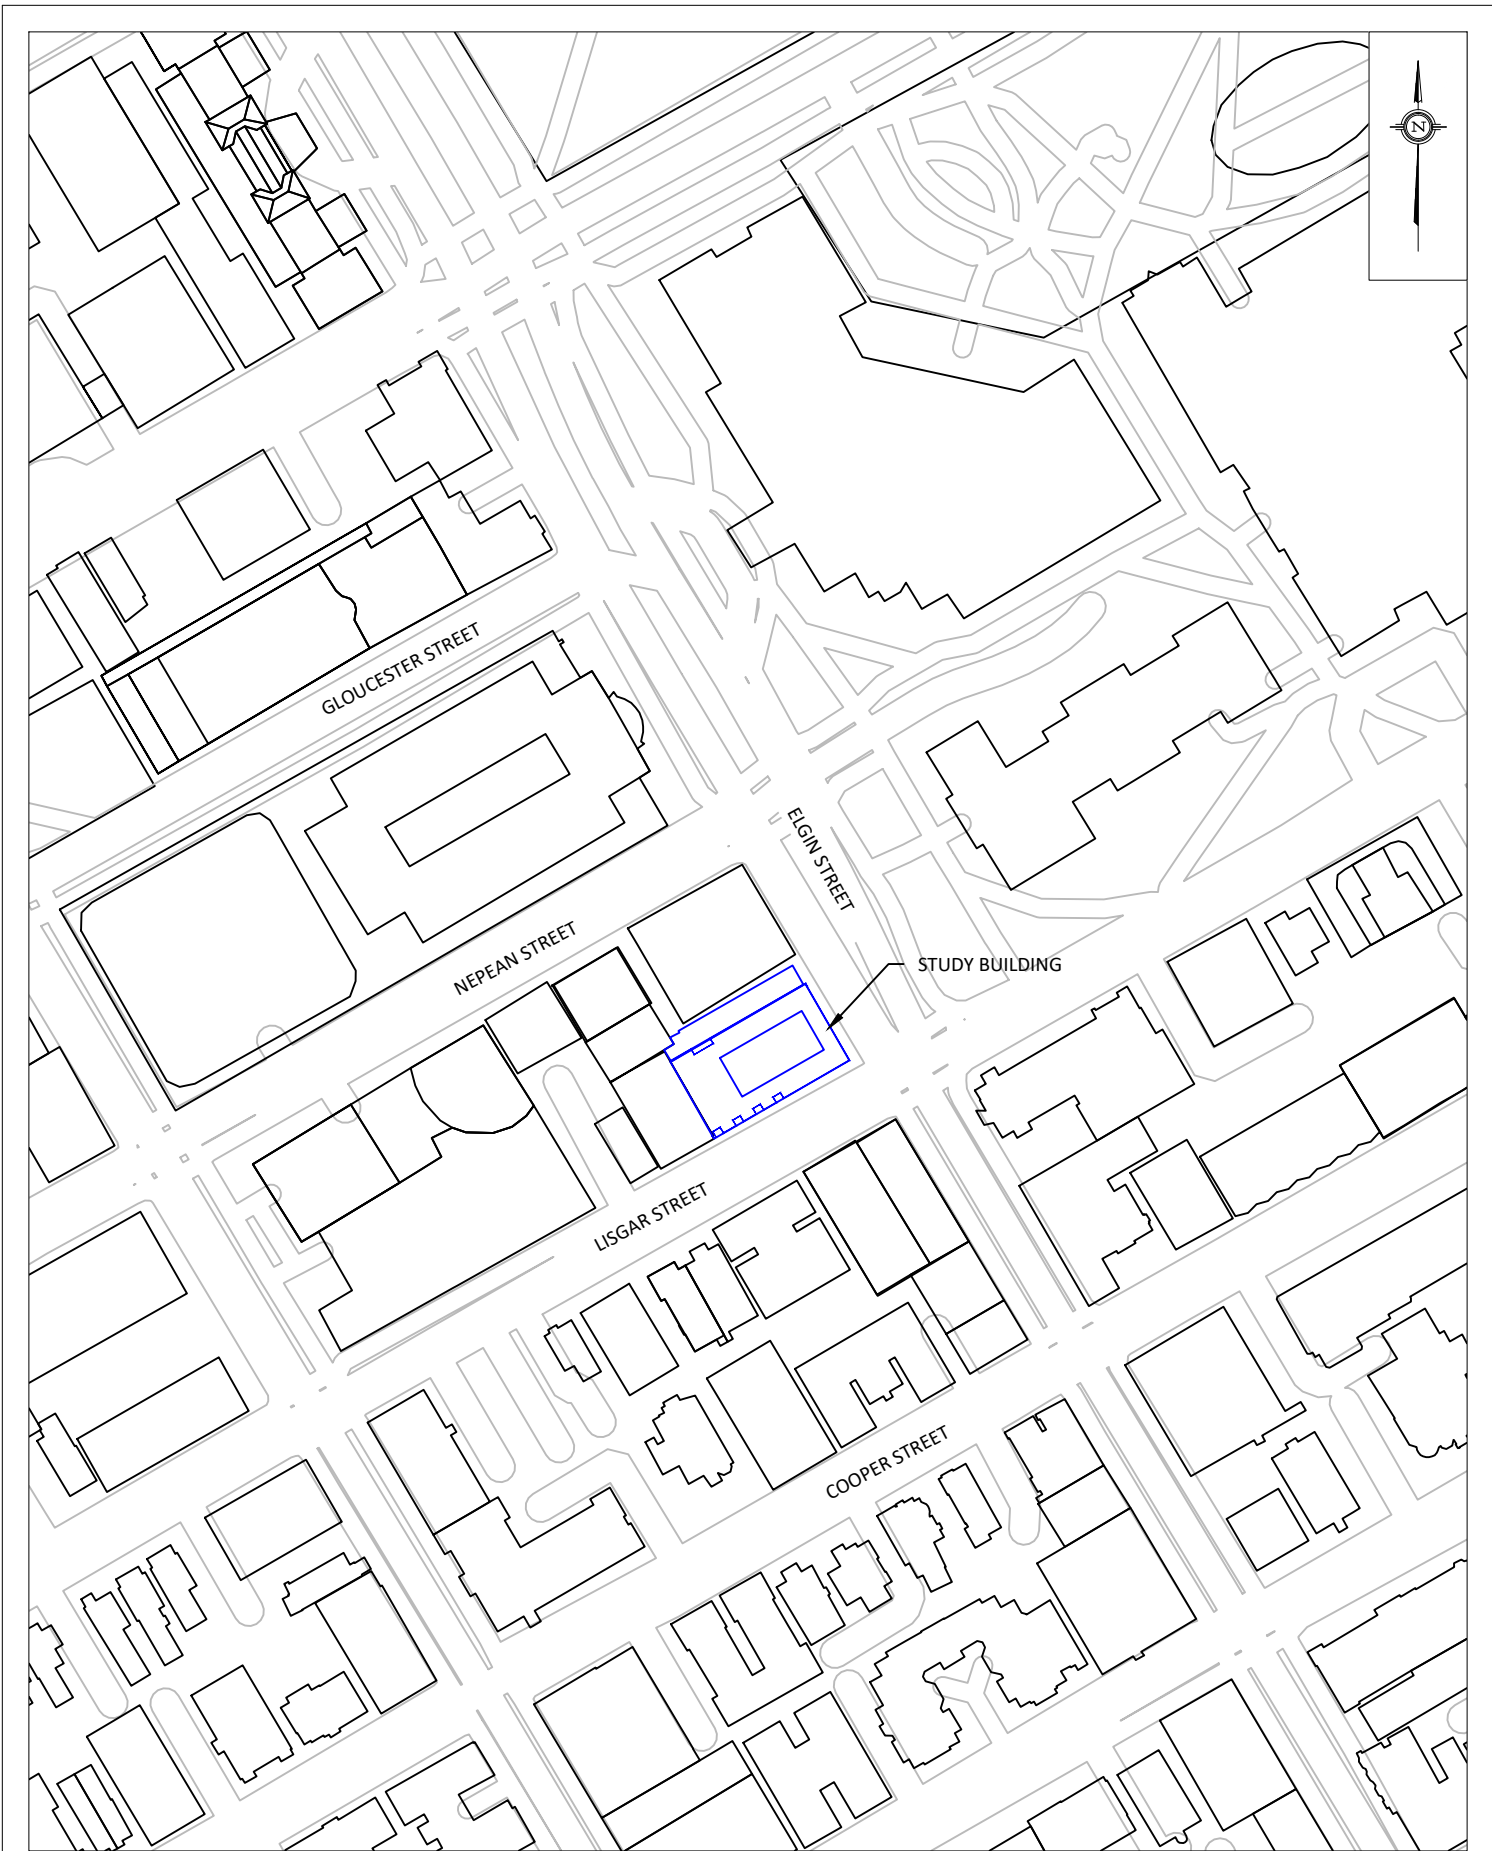 N
GLOUCESTER STREET
ELGIN STREET
NEPEAN STREET
STUDY BUILDING
LISGAR STREET
COOPER STREET